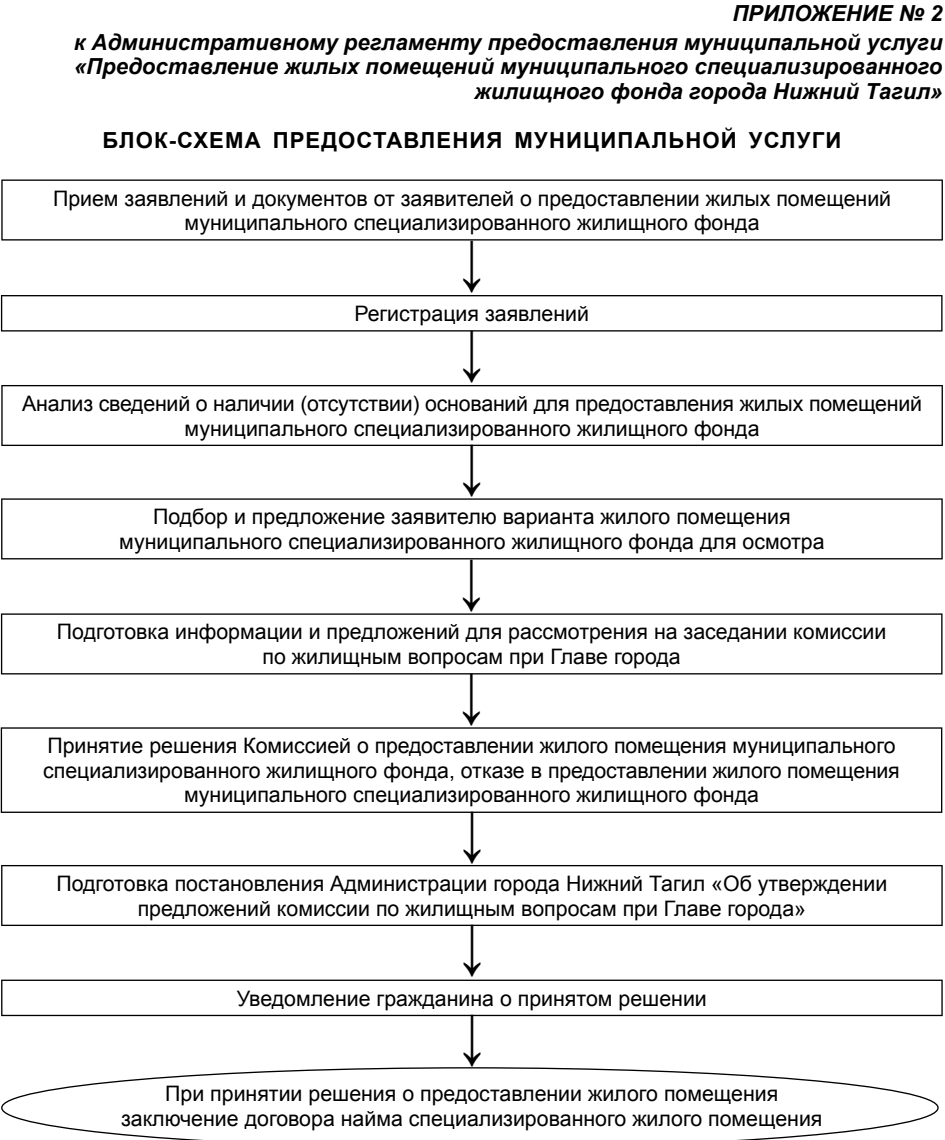 ПРИЛОЖЕНИЕ № 2
к Административному регламенту предоставления муниципальной услуги
«Предоставление жилых помещений муниципального специализированного
жилищного фонда города Нижний Тагил»
БЛОК-СХЕМА ПРЕДОСТАВЛЕНИЯ МУНИЦИПАЛЬНОЙ УСЛУГИ
Прием заявлений и документов от заявителей о предоставлении жилых помещений
муниципального специализированного жилищного фонда
Регистрация заявлений
Анализ сведений о наличии (отсутствии) оснований для предоставления жилых помещений
муниципального специализированного жилищного фонда
Подбор и предложение заявителю варианта жилого помещения
муниципального специализированного жилищного фонда для осмотра
Подготовка информации и предложений для рассмотрения на заседании комиссии
по жилищным вопросам при Главе города
Принятие решения Комиссией о предоставлении жилого помещения муниципального
специализированного жилищного фонда, отказе в предоставлении жилого помещения
муниципального специализированного жилищного фонда
Подготовка постановления Администрации города Нижний Тагил «Об утверждении
предложений комиссии по жилищным вопросам при Главе города»
Уведомление гражданина о принятом решении
При принятии решения о предоставлении жилого помещения
заключение договора найма специализированного жилого помещения